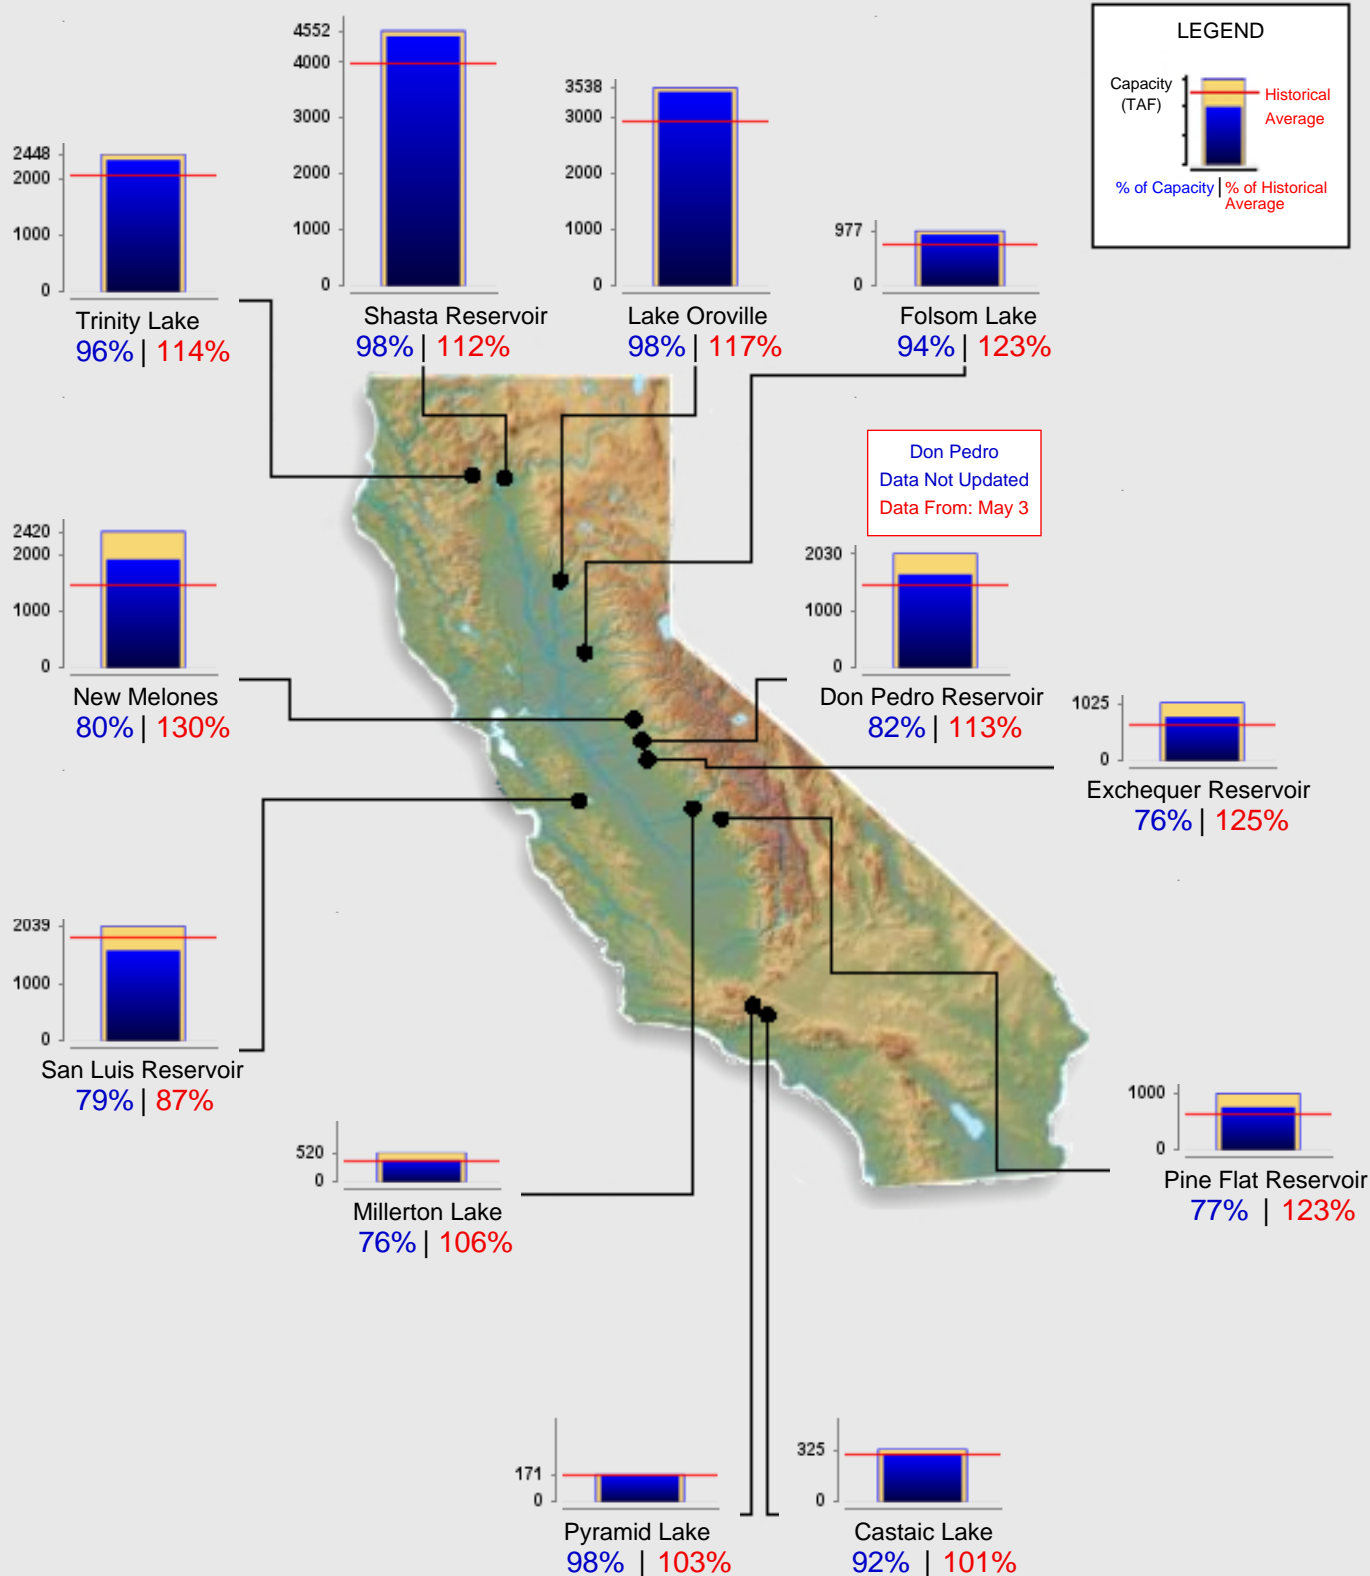 LEGEND
Capacity
(TAF)
Historical
Average
% of Capacity | % of Historical
Average
4552
4000
3000
2000
1000
0
Shasta Reservoir
98% | 112%
3538
3000
2000
1000
0
Lake Oroville
98% | 117%
2448
2000
1000
0
Trinity Lake
96% | 114%
977
0
Folsom Lake
94% | 123%
Don Pedro
Data Not Updated
Data From: May 3
2420
2000
1000
0
New Melones
80% | 130%
2030
1000
0
Don Pedro Reservoir
82% | 113%
1025
0
Exchequer Reservoir
76% | 125%
2039
1000
0
San Luis Reservoir
79% | 87%
520
0
Millerton Lake
76% | 106%
1000
0
Pine Flat Reservoir
77% | 123%
171
0
Pyramid Lake
98% | 103%
325
0
Castaic Lake
92% | 101%